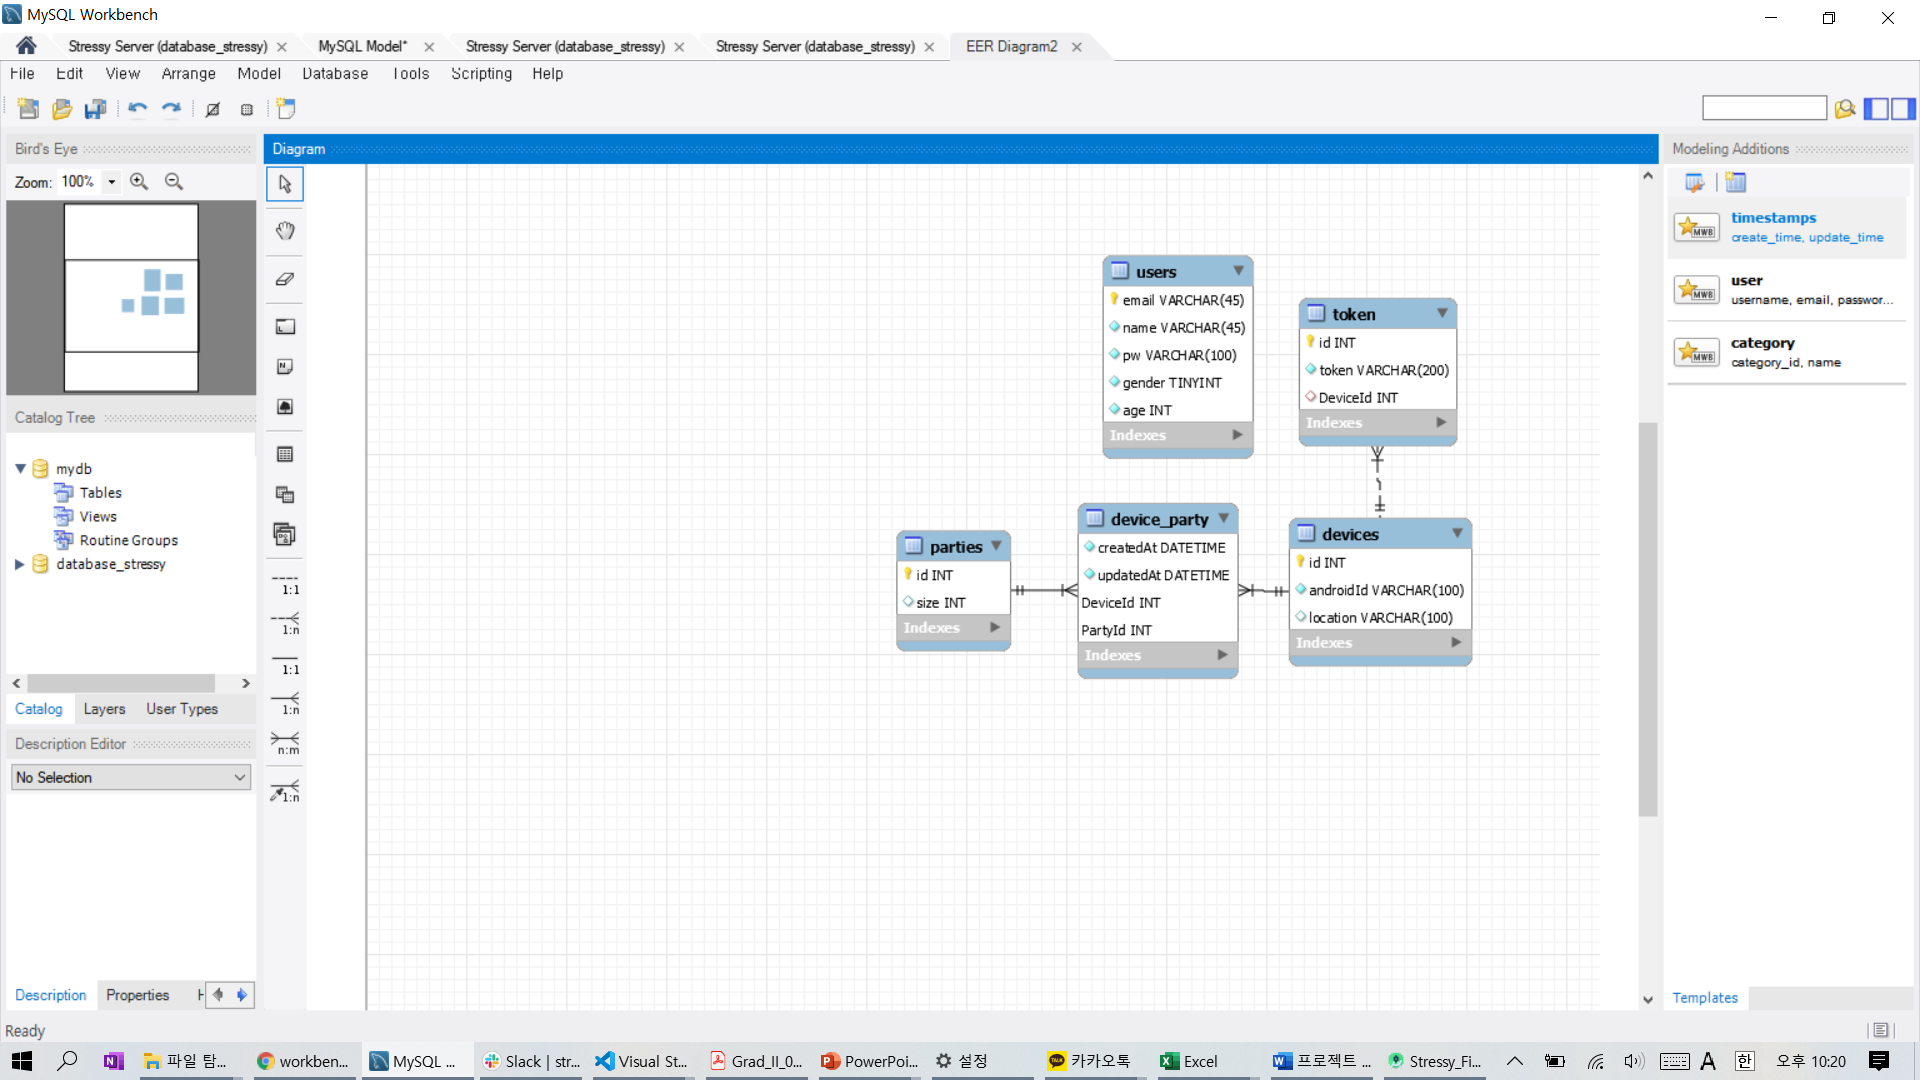 MySQL Workbench
Stressy Server (database_stressy)
MySQL Model*
Stressy Server (database_stressy)
Stressy Server (database_stressy)
EER Diagram2
File Edit View Arrange Model Database Tools Scripting Help
Bird's Eye
Zoom: 100%
Catalog Tree
mydb
Tables
Views
Routine Groups
database_stressy
Catalog Layers User Types
Description Editor
No Selection
Description Properties H
Ready
Diagram
1:1
1:n
1:1
1:n
n:m
1:n
users
email VARCHAR(45)
name VARCHAR(45)
pw VARCHAR(100)
gender TINYINT
age INT
Indexes
token
id INT
token VARCHAR(200)
DeviceId INT
Indexes
parties
id INT
size INT
Indexes
device_party
createdAt DATETIME
updatedAt DATETIME
DeviceId INT
PartyId INT
Indexes
devices
id INT
androidId VARCHAR(100)
location VARCHAR(100)
Indexes
Modeling Additions
MWB
timestamps
create_time, update_time
MWB
user
username, email, passwor...
MWB
category
category_id, name
Templates
파일 탐...
workben...
MySQL ...
Slack | str...
Visual St...
Grad_II_0...
PowerPoi...
설정
카카오톡
Excel
프로젝트 ...
Stressy_Fi...
A
한
오후 10:20